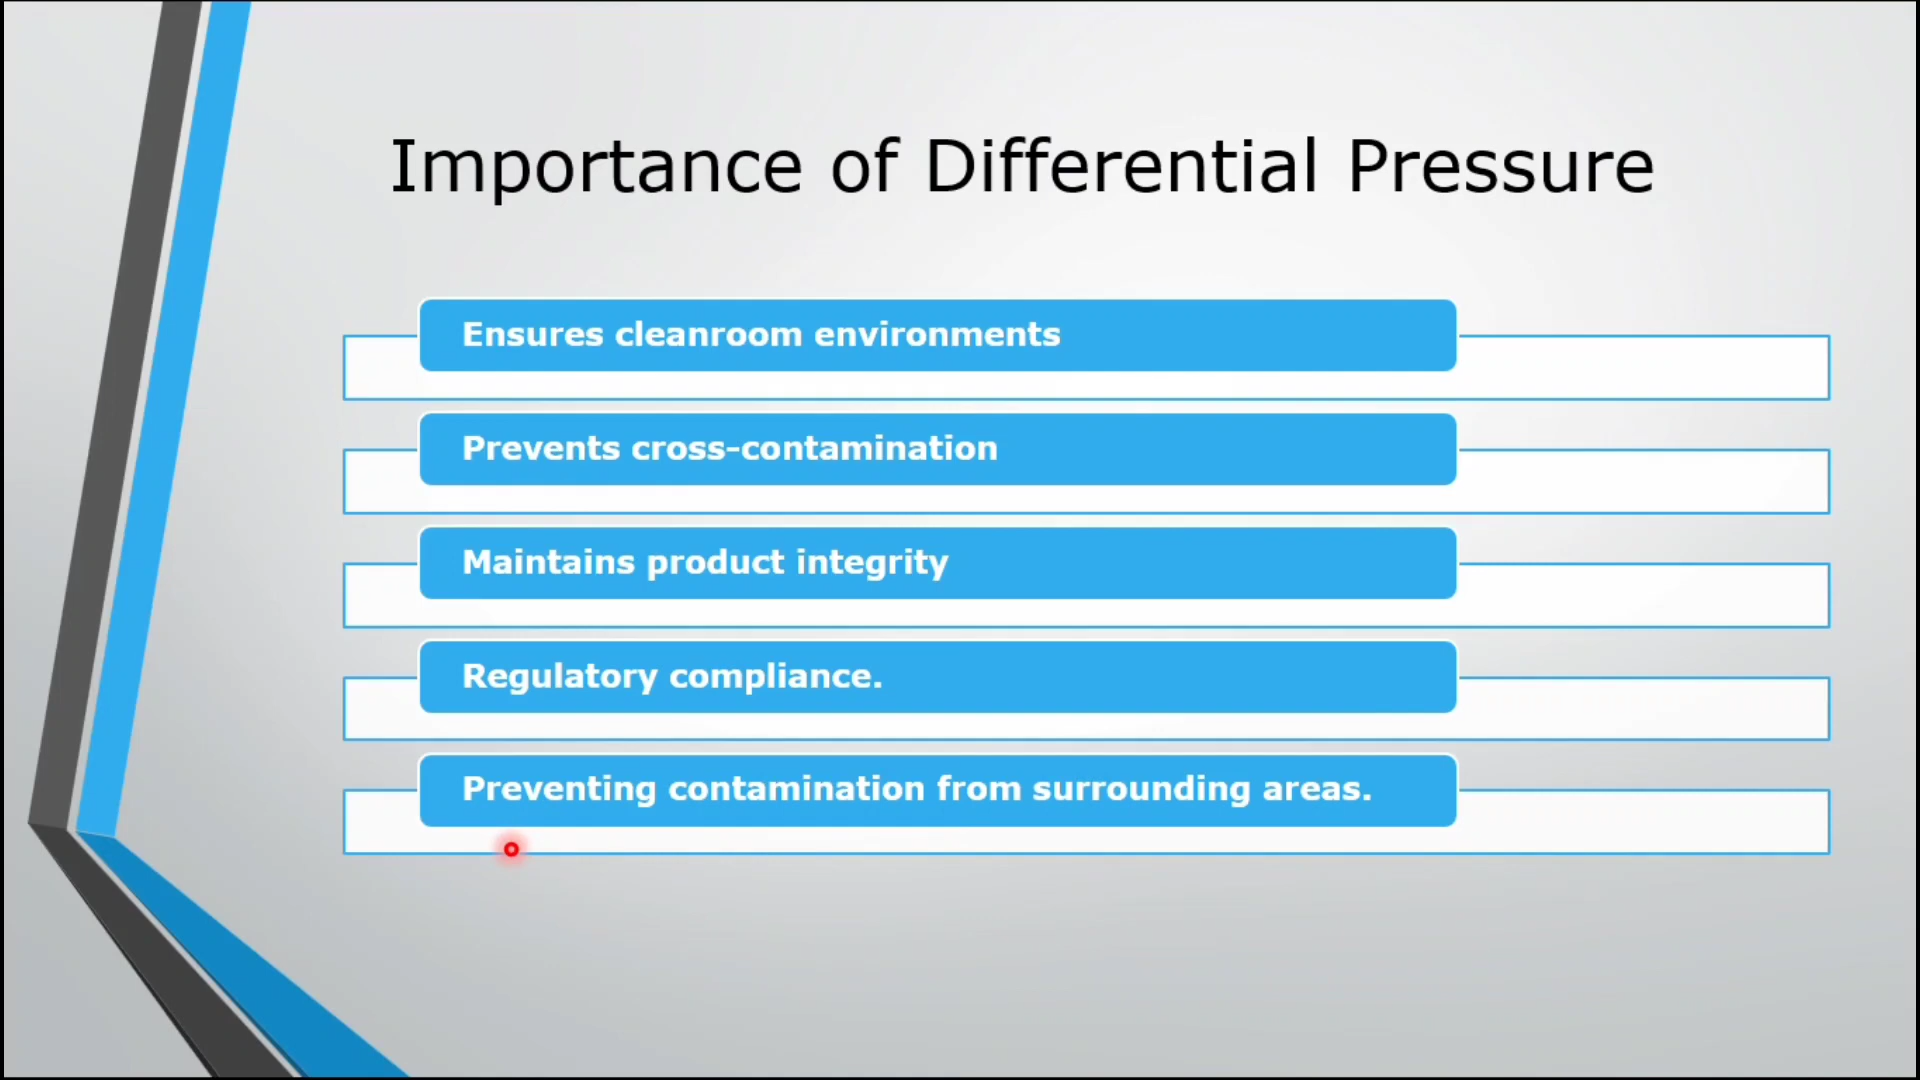 Importance of Differential Pressure
Ensures cleanroom environments
Prevents cross-contamination
Maintains product integrity
Regulatory compliance.
Preventing contamination from surrounding areas.